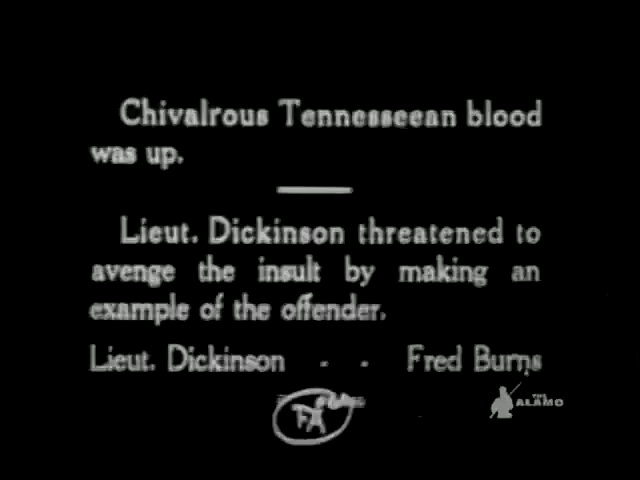 Chivalrous Tennesseean blood
was up.
Lieut. Dickinson threatened to
avenge the insult by making an
example of the offender.
Lieut. Dickinson - - Fred Burns
FA
THE
ALAMO